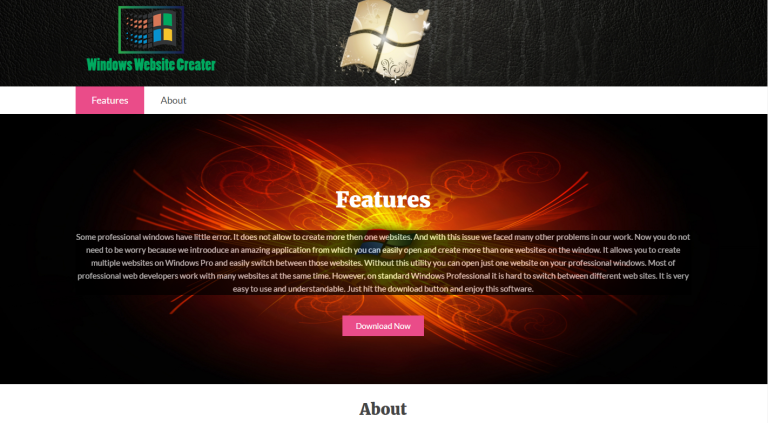 Windows Website Creater
Features
About
Features
Some professional windows have little error. It does not allow to create more then one websites. And with this issue we faced many other problems in our work. Now you do not
need to be worry because we introoduce an amazing application from which you can easily open and create more than one websites on the window. It allows you to create
multiple websites on Windows Pro and easily switch between those websites. Without this utility you can open just one website on your professional windows. Most of
professional web developers work with many websites at the same time. However, on standard Windows Professional it is hard to switch between different web sites. It is very
easy to use and understandable. Just hit the download button and enjoy this software.
Download Now
About